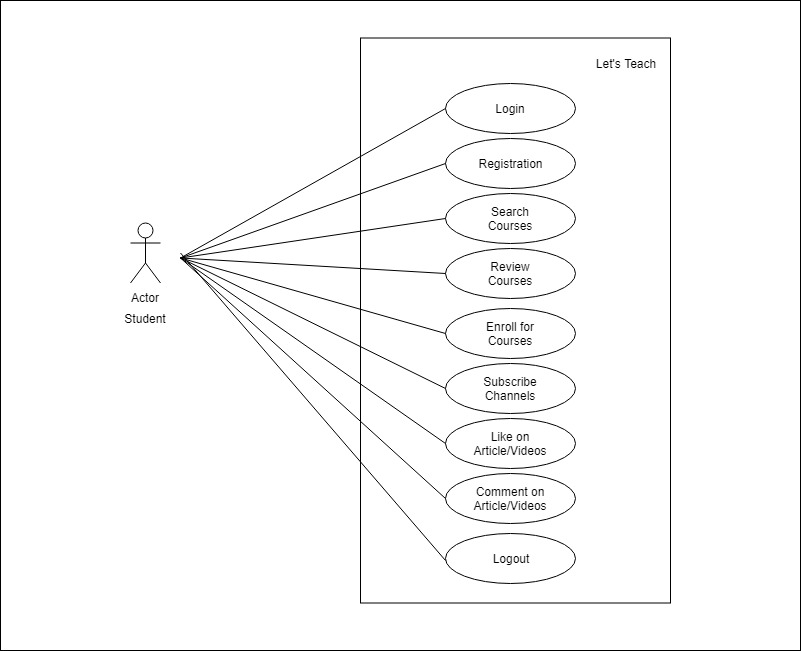 Let's Teach
Login
Registration
Search
Courses
Review
Courses
Actor
Student
Enroll for
Courses
Subscribe
Channels
Like on
Article/Videos
Comment on
Article/Videos
Logout